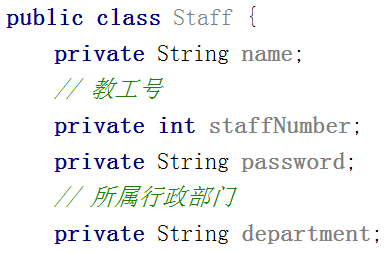 public class Staff {
private String name;
// 教工号
private int staffNumber;
private String password;
// 所属行政部门
private String department;